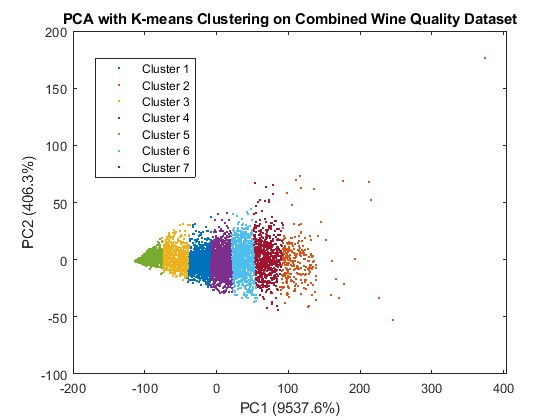 PCA with K-means Clustering on Combined Wine Quality Dataset
200
150
100
50
0
-50
-100
PC2 (406.3%)
Cluster 1
Cluster 2
Cluster 3
Cluster 4
Cluster 5
Cluster 6
Cluster 7
-200 -100 0 100 200 300 400
PC1 (9537.6%)